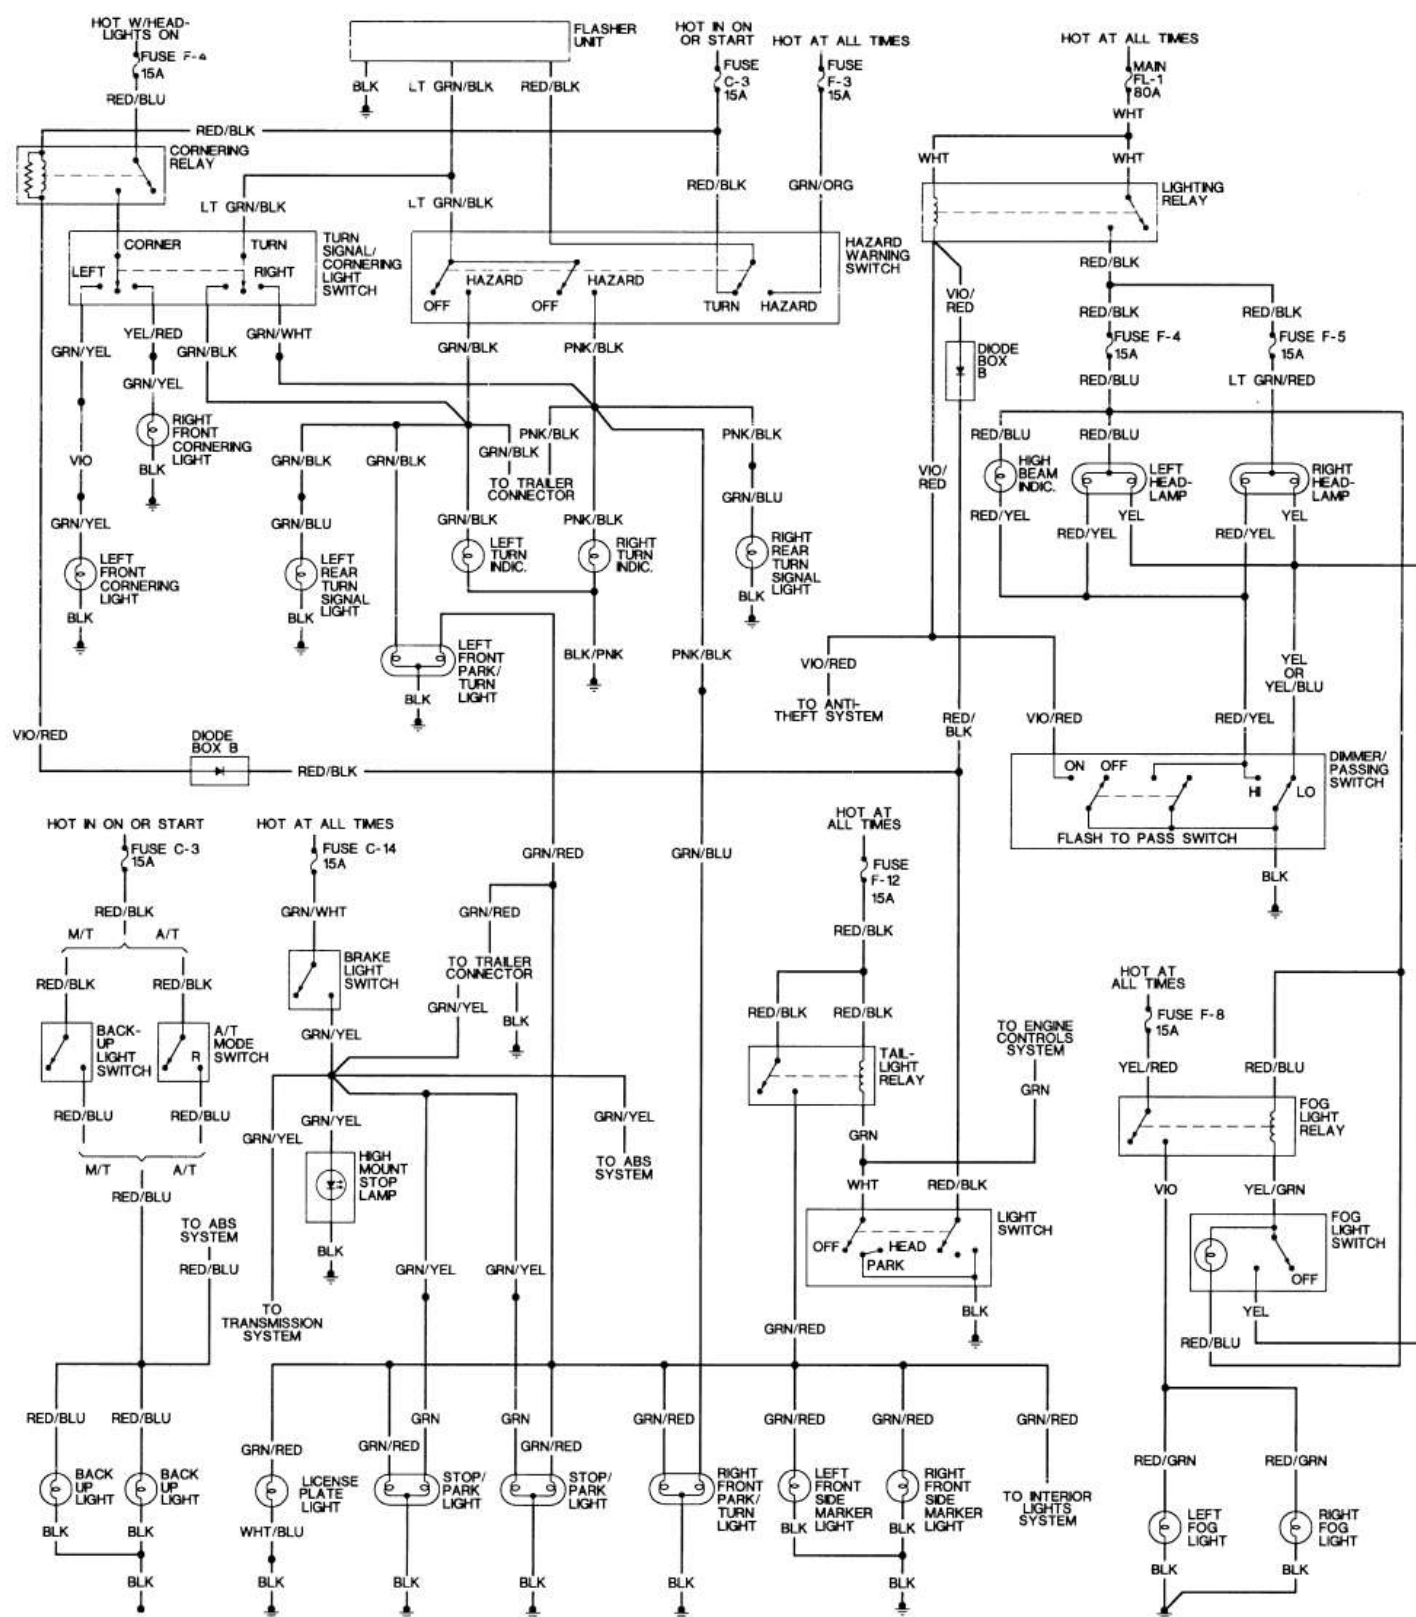 HOT W/HEAD-
LIGHTS ON
FUSE F-4
15A
RED/BLU
RED/BLK
CORNERING
RELAY
FLASHER
UNIT
BLK
LT GRN/BLK
RED/BLK
HOT IN ON
OR START
FUSE
C-3
15A
HOT AT ALL TIMES
FUSE
F-3
15A
RED/BLK
GRN/ORG
HOT AT ALL TIMES
MAIN
FL-1
80A
WHT
WHT
WHT
LIGHTING
RELAY
LT GRN/BLK
LT GRN/BLK
CORNER
TURN
LEFT
RIGHT
TURN
SIGNAL/
CORNERING
LIGHT
SWITCH
HAZARD
OFF
HAZARD
OFF
TURN
HAZARD
HAZARD
WARNING
SWITCH
RED/BLK
VIO/
RED
RED/BLK
RED/BLK
FUSE F-4
15A
FUSE F-5
15A
DIODE
BOX
B
RED/BLU
LT GRN/RED
YEL/RED
GRN/WHT
GRN/YEL
GRN/BLK
GRN/BLK
PNK/BLK
GRN/YEL
RIGHT
FRONT
CORNERING
LIGHT
VIO
BLK
GRN/YEL
LEFT
FRONT
CORNERING
LIGHT
BLK
GRN/BLK
GRN/BLK
GRN/BLK
PNK/BLK
TO TRAILER
CONNECTOR
PNK/BLK
GRN/BLU
GRN/BLU
GRN/BLK
PNK/BLK
LEFT
REAR
TURN
SIGNAL
LIGHT
BLK
LEFT
TURN
INDIC.
RIGHT
TURN
INDIC.
RIGHT
REAR
TURN
SIGNAL
LIGHT
BLK
LEFT
FRONT
PARK/
TURN
LIGHT
BLK
BLK/PNK
PNK/BLK
RED/BLU
RED/BLU
HIGH
BEAM
INDIC.
LEFT
HEAD-
LAMP
RIGHT
HEAD-
LAMP
VIO/
RED
RED/YEL
YEL
YEL
RED/YEL
RED/YEL
VIO/RED
TO ANTI-
THEFT SYSTEM
YEL
OR
YEL/BLU
VIO/RED
RED/YEL
RED/
BLK
VIO/RED
DIODE
BOX B
RED/BLK
ON
OFF
HI
LO
FLASH TO PASS SWITCH
DIMMER/
PASSING
SWITCH
BLK
HOT IN ON OR START
FUSE C-3
15A
HOT AT ALL TIMES
FUSE C-14
15A
HOT AT
ALL TIMES
FUSE
F-12
15A
GRN/RED
GRN/BLU
RED/BLK
GRN/WHT
GRN/RED
RED/BLK
M/T
A/T
RED/BLK
RED/BLK
BRAKE
LIGHT
SWITCH
TO TRAILER
CONNECTOR
GRN/YEL
BLK
BACK-
UP
LIGHT
SWITCH
R
A/T
MODE
SWITCH
GRN/YEL
RED/BLK
RED/BLK
TAIL-
LIGHT
RELAY
TO ENGINE
CONTROLS
SYSTEM
GRN
HOT AT
ALL TIMES
FUSE F-8
15A
YEL/RED
RED/BLU
FOG
LIGHT
RELAY
RED/BLU
RED/BLU
M/T
A/T
RED/BLU
GRN/YEL
GRN/YEL
GRN/YEL
TO ABS
SYSTEM
HIGH
MOUNT
STOP
LAMP
BLK
GRN
WHT
RED/BLK
VIO
YEL/GRN
TO ABS
SYSTEM
RED/BLU
OFF
HEAD
PARK
LIGHT
SWITCH
BLK
OFF
FOG
LIGHT
SWITCH
GRN/YEL
GRN/YEL
YEL
RED/BLU
TO
TRANSMISSION
SYSTEM
GRN/RED
RED/BLU
RED/BLU
GRN
GRN
GRN/RED
GRN/RED
GRN/RED
GRN/RED
GRN/RED
GRN/RED
GRN/RED
BACK
UP
LIGHT
BACK
UP
LIGHT
LICENSE
PLATE
LIGHT
STOP/
PARK
LIGHT
STOP/
PARK
LIGHT
RIGHT
FRONT
PARK/
TURN
LIGHT
LEFT
FRONT
SIDE
MARKER
LIGHT
RIGHT
FRONT
SIDE
MARKER
LIGHT
TO INTERIOR
LIGHTS
SYSTEM
RED/GRN
RED/GRN
LEFT
FOG
LIGHT
RIGHT
FOG
LIGHT
BLK
BLK
WHT/BLU
BLK
BLK
BLK
BLK
BLK
BLK
BLK
BLK
BLK
BLK
BLK